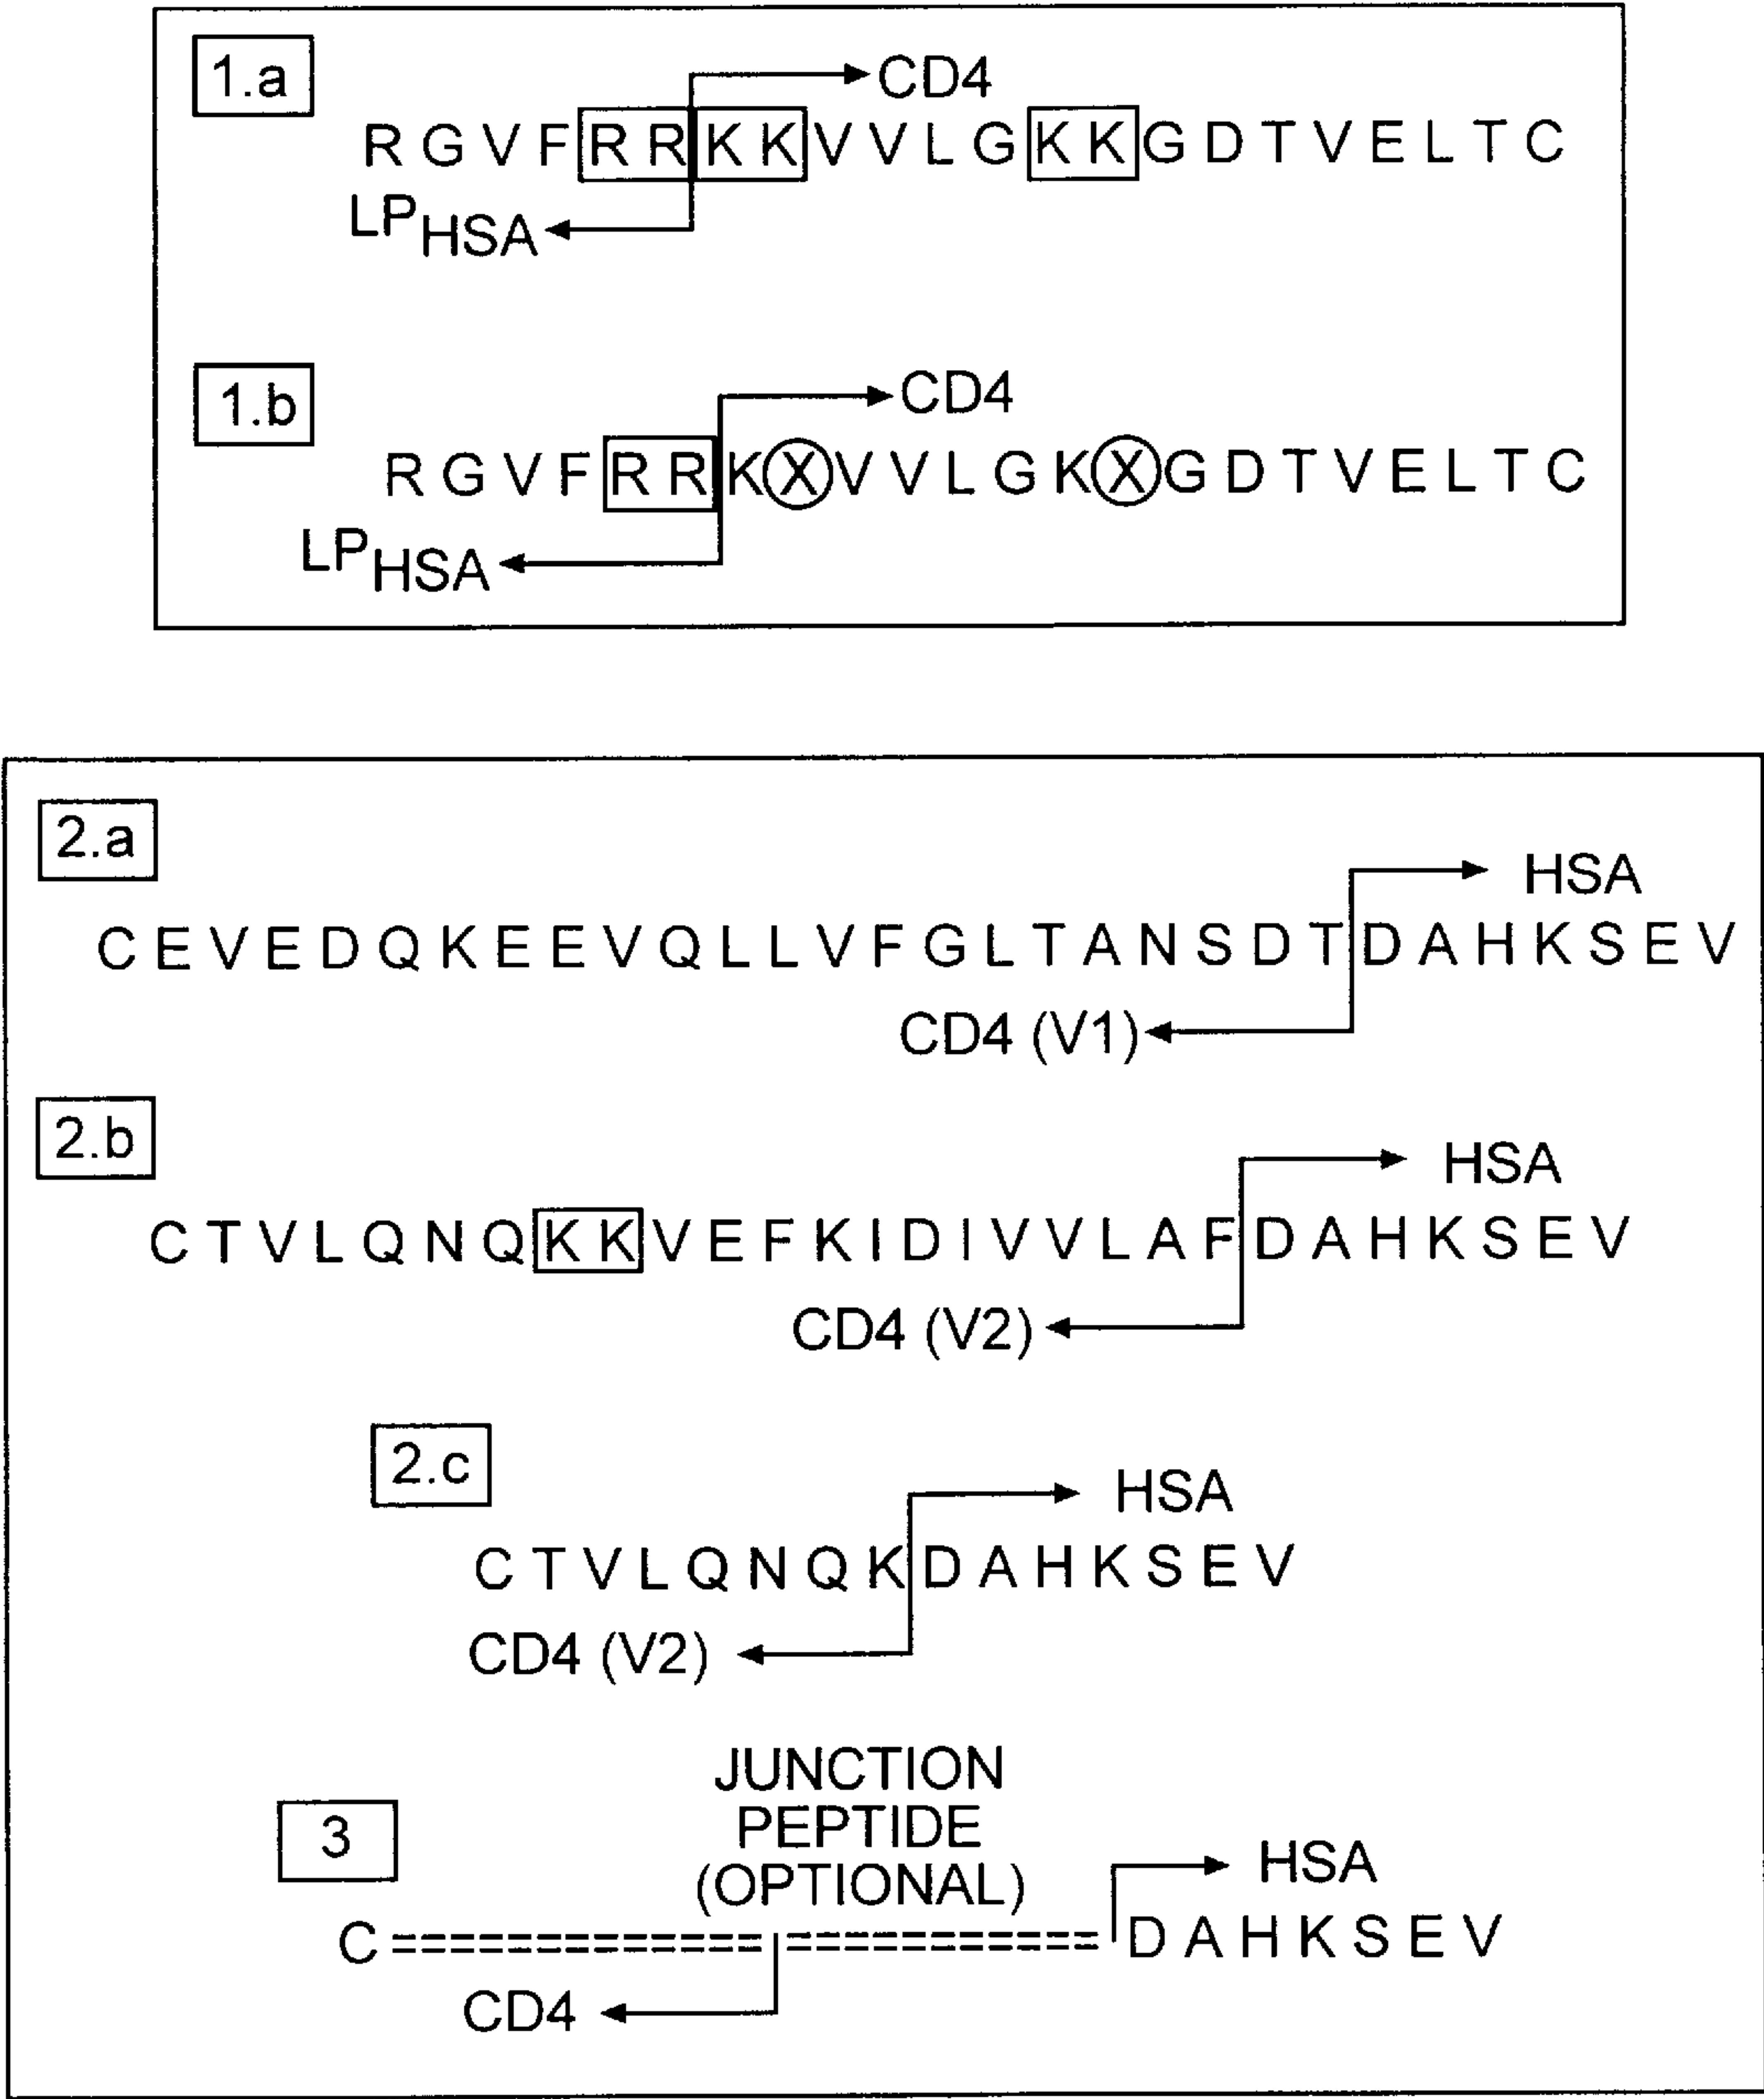 1.a
CD4
R G V F R R K K V V L G K K G D T V E L T C
LPHSA
1.b
CD4
R G V F R R K X V V L G K X G D T V E L T C
LPHSA
2.a
HSA
C E V E D Q K E E V Q L L V F G L T A N S D T D A H K S E V
CD4 (V1)
2.b
HSA
C T V L Q N Q K K V E F K I D I V V L A F D A H K S E V
CD4 (V2)
2.c
HSA
C T V L Q N Q K D A H K S E V
CD4 (V2)
JUNCTION
PEPTIDE
(OPTIONAL)
3
HSA
C D A H K S E V
CD4